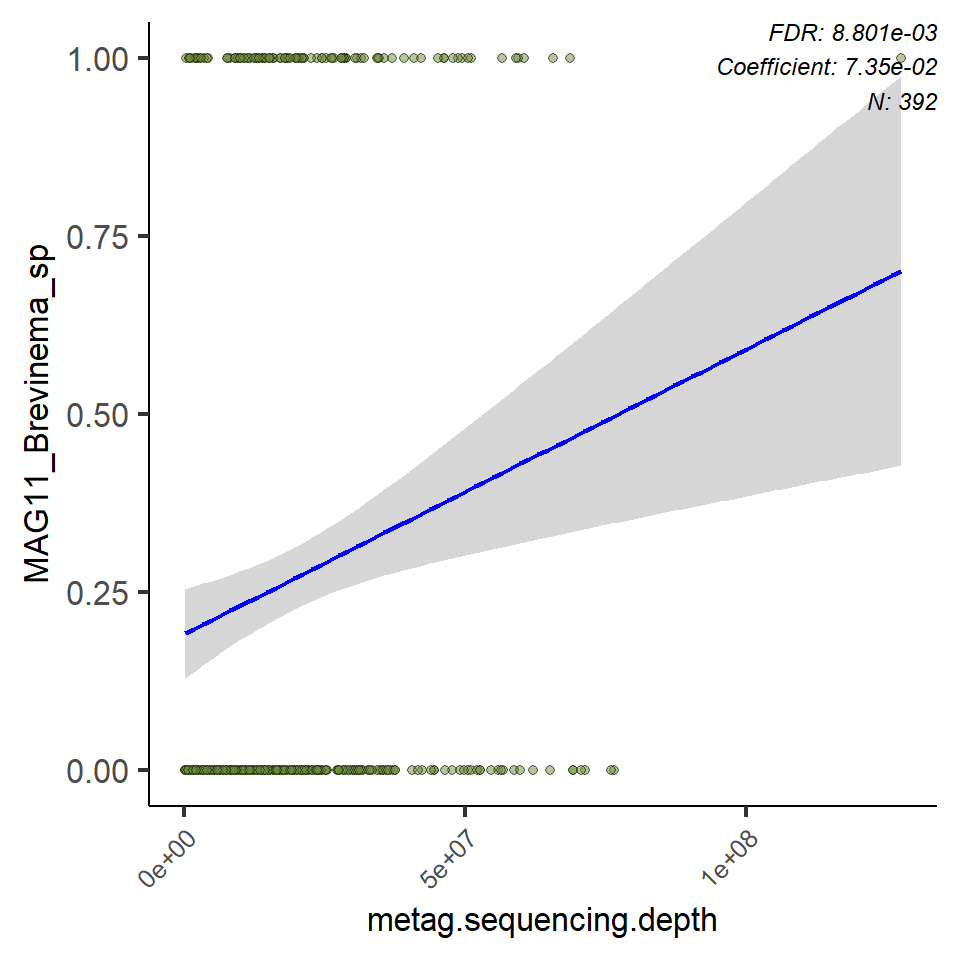 FDR: 8.801e-03
Coefficient: 7.35e-02
N: 392
MAG11_Brevinema_sp
1.00
0.75
0.50
0.25
0.00
0e+00
5e+07
1e+08
metag.sequencing.depth